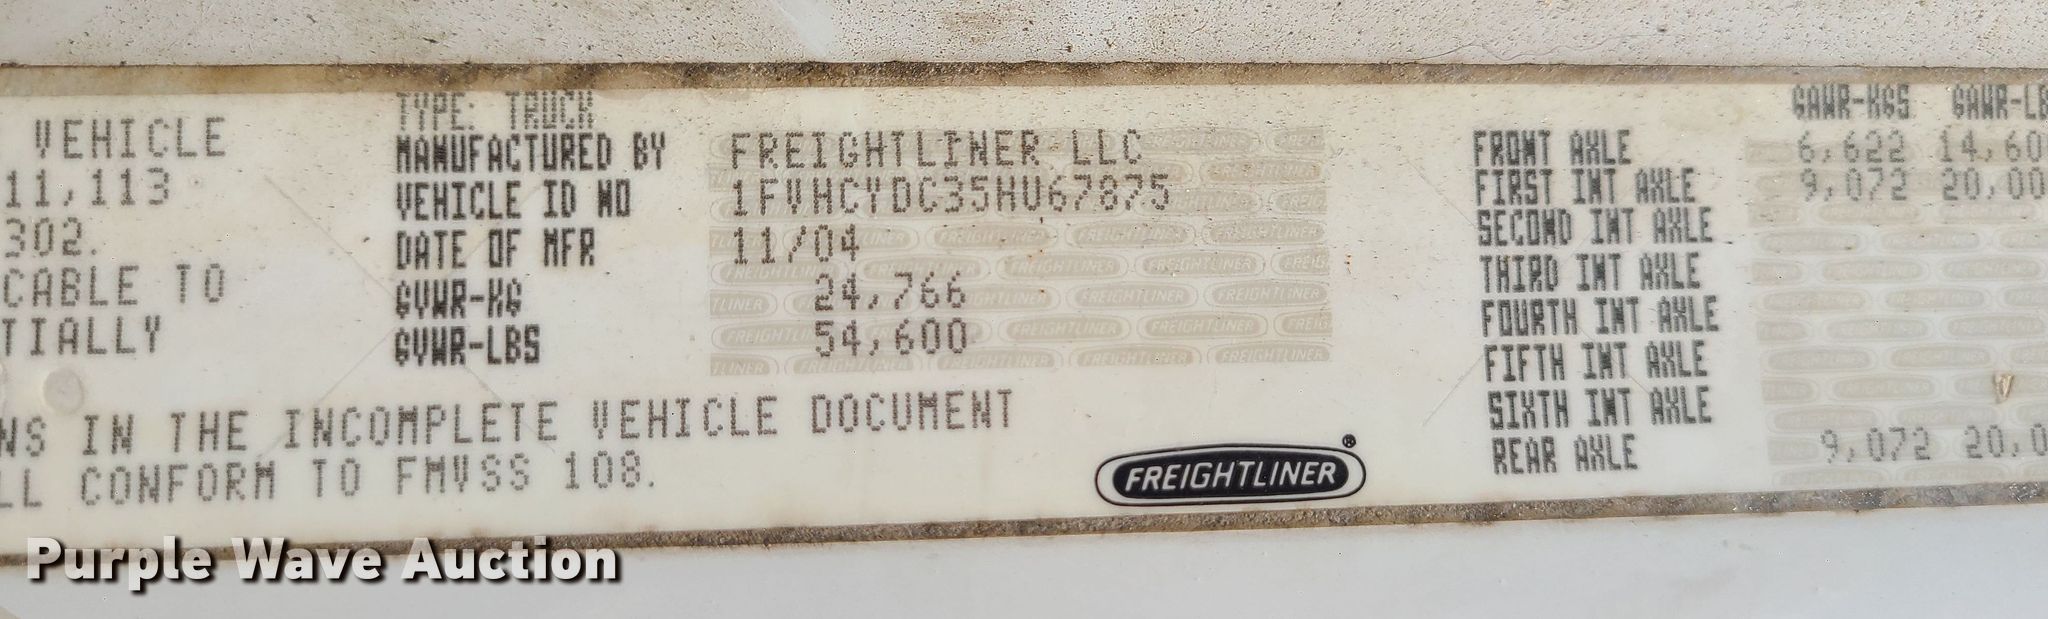 VEHICLE
11,113
302.
CABLE TO
TIALLY
NS IN THE INCOMPLETE VEHICLE DOCUMENT
LL CONFORM TO FMVSS 108.
TYPE: TRUCK
MANUFACTURED BY FREIGHTLINER LLC
VEHICLE ID NO 1FVHCYDC35HU67875
DATE OF MFR 11/04
GVWR-KG 24,766
GVWR-LBS 54,600
FREIGHTLINER®
GAWR-KGS GAWR-LB
FRONT AXLE 6,622 14,60
FIRST INT AXLE 9,072 20,00
SECOND INT AXLE
THIRD INT AXLE
FOURTH INT AXLE
FIFTH INT AXLE
SIXTH INT AXLE
REAR AXLE 9,072 20,0
Purple Wave Auction